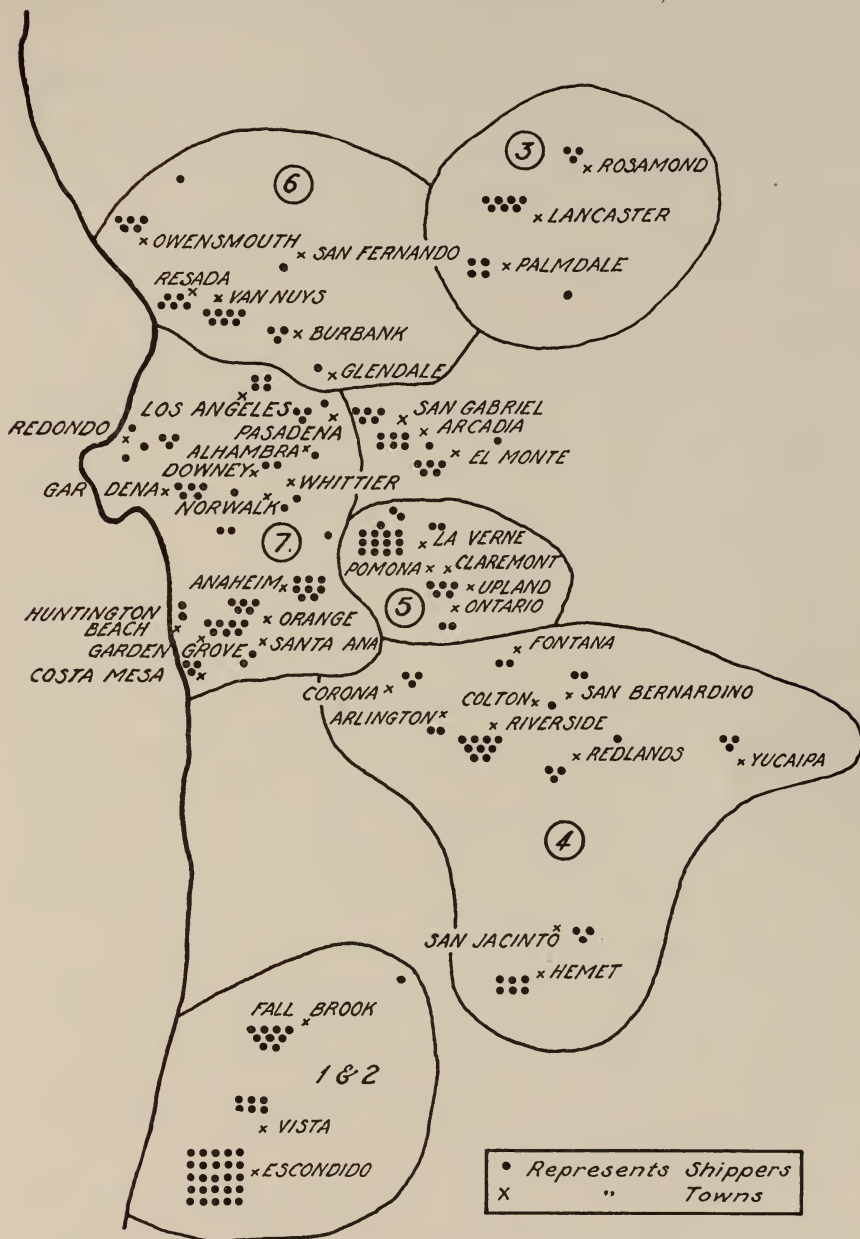 3
ROSAMOND
LANCASTER
PALMDALE
6
OWENSMOUTH
SAN FERNANDO
RESADA
VAN NUYS
BURBANK
GLENDALE
LOS ANGELES
SAN GABRIEL
REDONDO
PASADENA
ARCADIA
ALHAMBRA
EL MONTE
DOWNEY
WHITTIER
GAR DENA
NORWALK
7.
LA VERNE
POMONA
CLAREMONT
ANAHEIM
UPLAND
5
ONTARIO
HUNTINGTON
BEACH
ORANGE
GARDEN GROVE
SANTA ANA
COSTA MESA
FONTANA
CORONA
COLTON
SAN BERNARDINO
ARLINGTON
RIVERSIDE
REDLANDS
YUCAIPA
4
SAN JACINTO
HEMET
FALL BROOK
1 & 2
VISTA
ESCONDIDO
• Represents Shippers
x " Towns